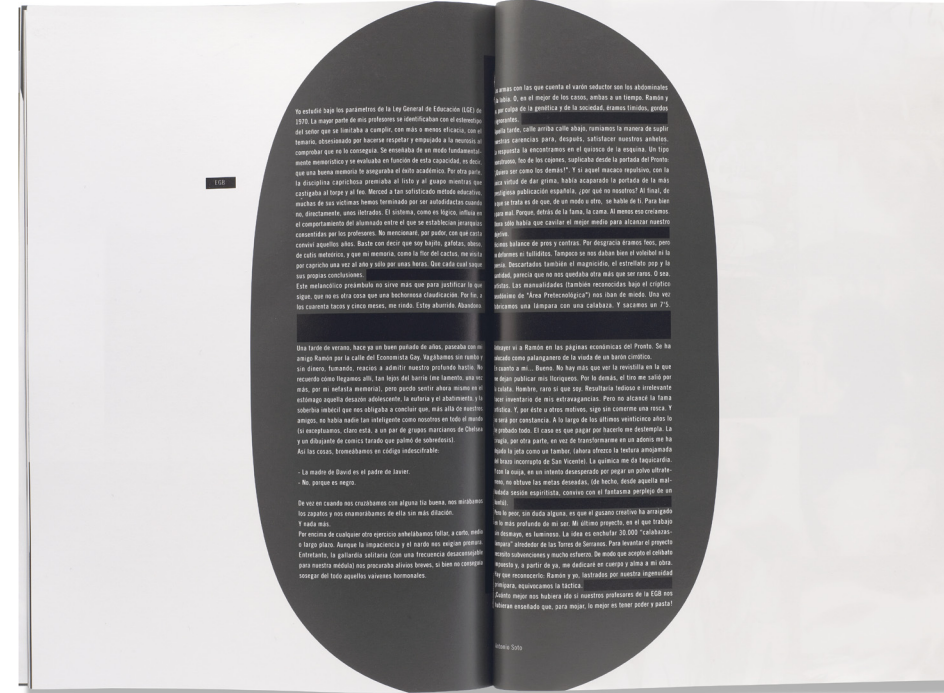 EGB
Yo estudié bajo los parámetros de la Ley General de Educación (LGE) de
1970. La mayor parte de mis profesores se identificaban con el estereotipo
del señor que se limitaba a cumplir, con más o menos eficacia, con el
temario, obsesionado por hacerse respetar y empujado a la neurosis al
comprobar que no lo conseguía. Se enseñaba de un modo fundamental-
mente memorístico y se evaluaba en función de esta capacidad, es decir,
que una buena memoria te aseguraba el éxito académico. Por otra parte,
la disciplina caprichosa premiaba al listo y al guapo mientras que
castigaba al torpe y al feo. Merced a tan sofisticado método educativo,
muchas de sus víctimas hemos terminado por ser autodidactas cuando
no, directamente, unos iletrados. El sistema, como es lógico, influía en
el comportamiento del alumnado entre el que se establecían jerarquías
consentidas por los profesores. No mencionaré, por pudor, con qué casta
conviví aquellos años. Baste con decir que soy bajito, gafotas, obeso,
de cutis meteórico, y que mi memoria, como la flor del cactus, me visita
por capricho una vez al año y sólo por unas horas. Que cada cual saque
sus propias conclusiones.
Este melancólico preámbulo no sirve más que para justificar lo que
sigue, que no es otra cosa que una bochornosa claudicación. Por fin, a
los cuarenta tacos y cinco meses, me rindo. Estoy aburrido. Abandono.
Una tarde de verano, hace ya un buen puñado de años, paseaba con mi
amigo Ramón por la calle del Economista Gay. Vagábamos sin rumbo y
sin dinero, fumando, reacios a admitir nuestro profundo hastío. No
recuerdo cómo llegamos allí, tan lejos del barrio (me lamento, una vez
más, por mi nefasta memoria), pero puedo sentir ahora mismo en el
estómago aquella desazón adolescente, la euforia y el abatimiento, y la
soberbia imbécil que nos obligaba a concluir que, más allá de nuestros
amigos, no había nadie tan inteligente como nosotros en todo el mundo
(si exceptuamos, claro está, a un par de grupos murcianos de Chelsea
y un dibujante de comics tarado que palmó de sobredosis).
Así las cosas, bromeábamos en código indescifrable:
- La madre de David es el padre de Javier.
- No, porque es negro.
De vez en cuando nos cruzábamos con alguna tía buena, nos mirábamos
los zapatos y nos enamorábamos de ella sin más dilación.
Y nada más.
Por encima de cualquier otro ejercicio anhelábamos follar, a corto, medio
o largo plazo. Aunque la impaciencia y el nardo nos exigían premura.
Entretanto, la gallardía solitaria (con una frecuencia desaconsejable
para nuestra médula) nos procuraba alivios breves, si bien no conseguía
sosegar del todo aquellos vaivenes hormonales.
armas con las que cuenta el varón seductor son los abdominales
labia. O, en el mejor de los casos, ambas a un tiempo. Ramón y
por culpa de la genética y de la sociedad, éramos tímidos, gordos
ignorantes.
tarde, calle arriba calle abajo, rumiamos la manera de suplir
nuestras carencias para, después, satisfacer nuestros anhelos.
respuesta la encontramos en el quiosco de la esquina. Un tipo
monstruoso, feo de los cojones, suplicaba desde la portada del Pronto:
"¡Quiero ser como los demás!". Y si aquel macaco repulsivo, con la
única virtud de dar grima, había acaparado la portada de la más
prestigiosa publicación española, ¿por qué no nosotros? Al final, de
que se trata es de que, de un modo u otro, se hable de ti. Para bien
para mal. Porque, detrás de la fama, la cama. Al menos eso creíamos.
sólo había que cavilar el mejor medio para alcanzar nuestro
objetivo.
balance de pros y contras. Por desgracia éramos feos, pero
deformes ni tulliditos. Tampoco se nos daban bien el voleibol ni la
Descartados también el magnicidio, el estrellato pop y la
parecía que no nos quedaba otra más que ser raros. O sea,
artistas. Las manualidades (también reconocidas bajo el críptico
seudónimo de "Área Pretecnológica") nos iban de miedo. Una vez
fabricamos una lámpara con una calabaza. Y sacamos un 7'5.
vi a Ramón en las páginas económicas del Pronto. Se ha
colocado como palanganero de la viuda de un barón cirrótico.
cuanto a mí... Bueno. No hay más que ver la revistilla en la que
me dejan publicar mis lloriqueos. Por lo demás, el tiro me salió por
la culata. Hombre, raro sí que soy. Resultaría tedioso e irrelevante
hacer inventario de mis extravagancias. Pero no alcancé la fama
artística. Y, por éste u otros motivos, sigo sin comerme una rosca. Y
será por constancia. A lo largo de los últimos veinticinco años lo
he probado todo. El caso es que pagar por hacerlo me destempla. La
cirugía, por otra parte, en vez de transformarme en un adonis me ha
dejado la jeta como un tambor, (ahora ofrezco la textura amojamada
del brazo incorrupto de San Vicente). La química me da taquicardia.
con la ouija, en un intento desesperado por pegar un polvo ultrate-
rreno, no obtuve las metas deseadas, (de hecho, desde aquella mal-
hadada sesión espiritista, convivo con el fantasma perplejo de un
Pero lo peor, sin duda alguna, es que el gusano creativo ha arraigado
en lo más profundo de mi ser. Mi último proyecto, en el que trabajo
sin desmayo, es luminoso. La idea es enchufar 30.000 "calabazas-
lámpara" alrededor de las Torres de Serranos. Para levantar el proyecto
necesito subvenciones y mucho esfuerzo. De modo que acepto el celibato
impuesto y, a partir de ya, me dedicaré en cuerpo y alma a mi obra.
Hay que reconocerlo: Ramón y yo, lastrados por nuestra ingenuidad
primípara, equivocamos la táctica.
¡Cuánto mejor nos hubiera ido si nuestros profesores de la EGB nos
hubieran enseñado que, para mojar, lo mejor es tener poder y pasta!
Antonia Soto